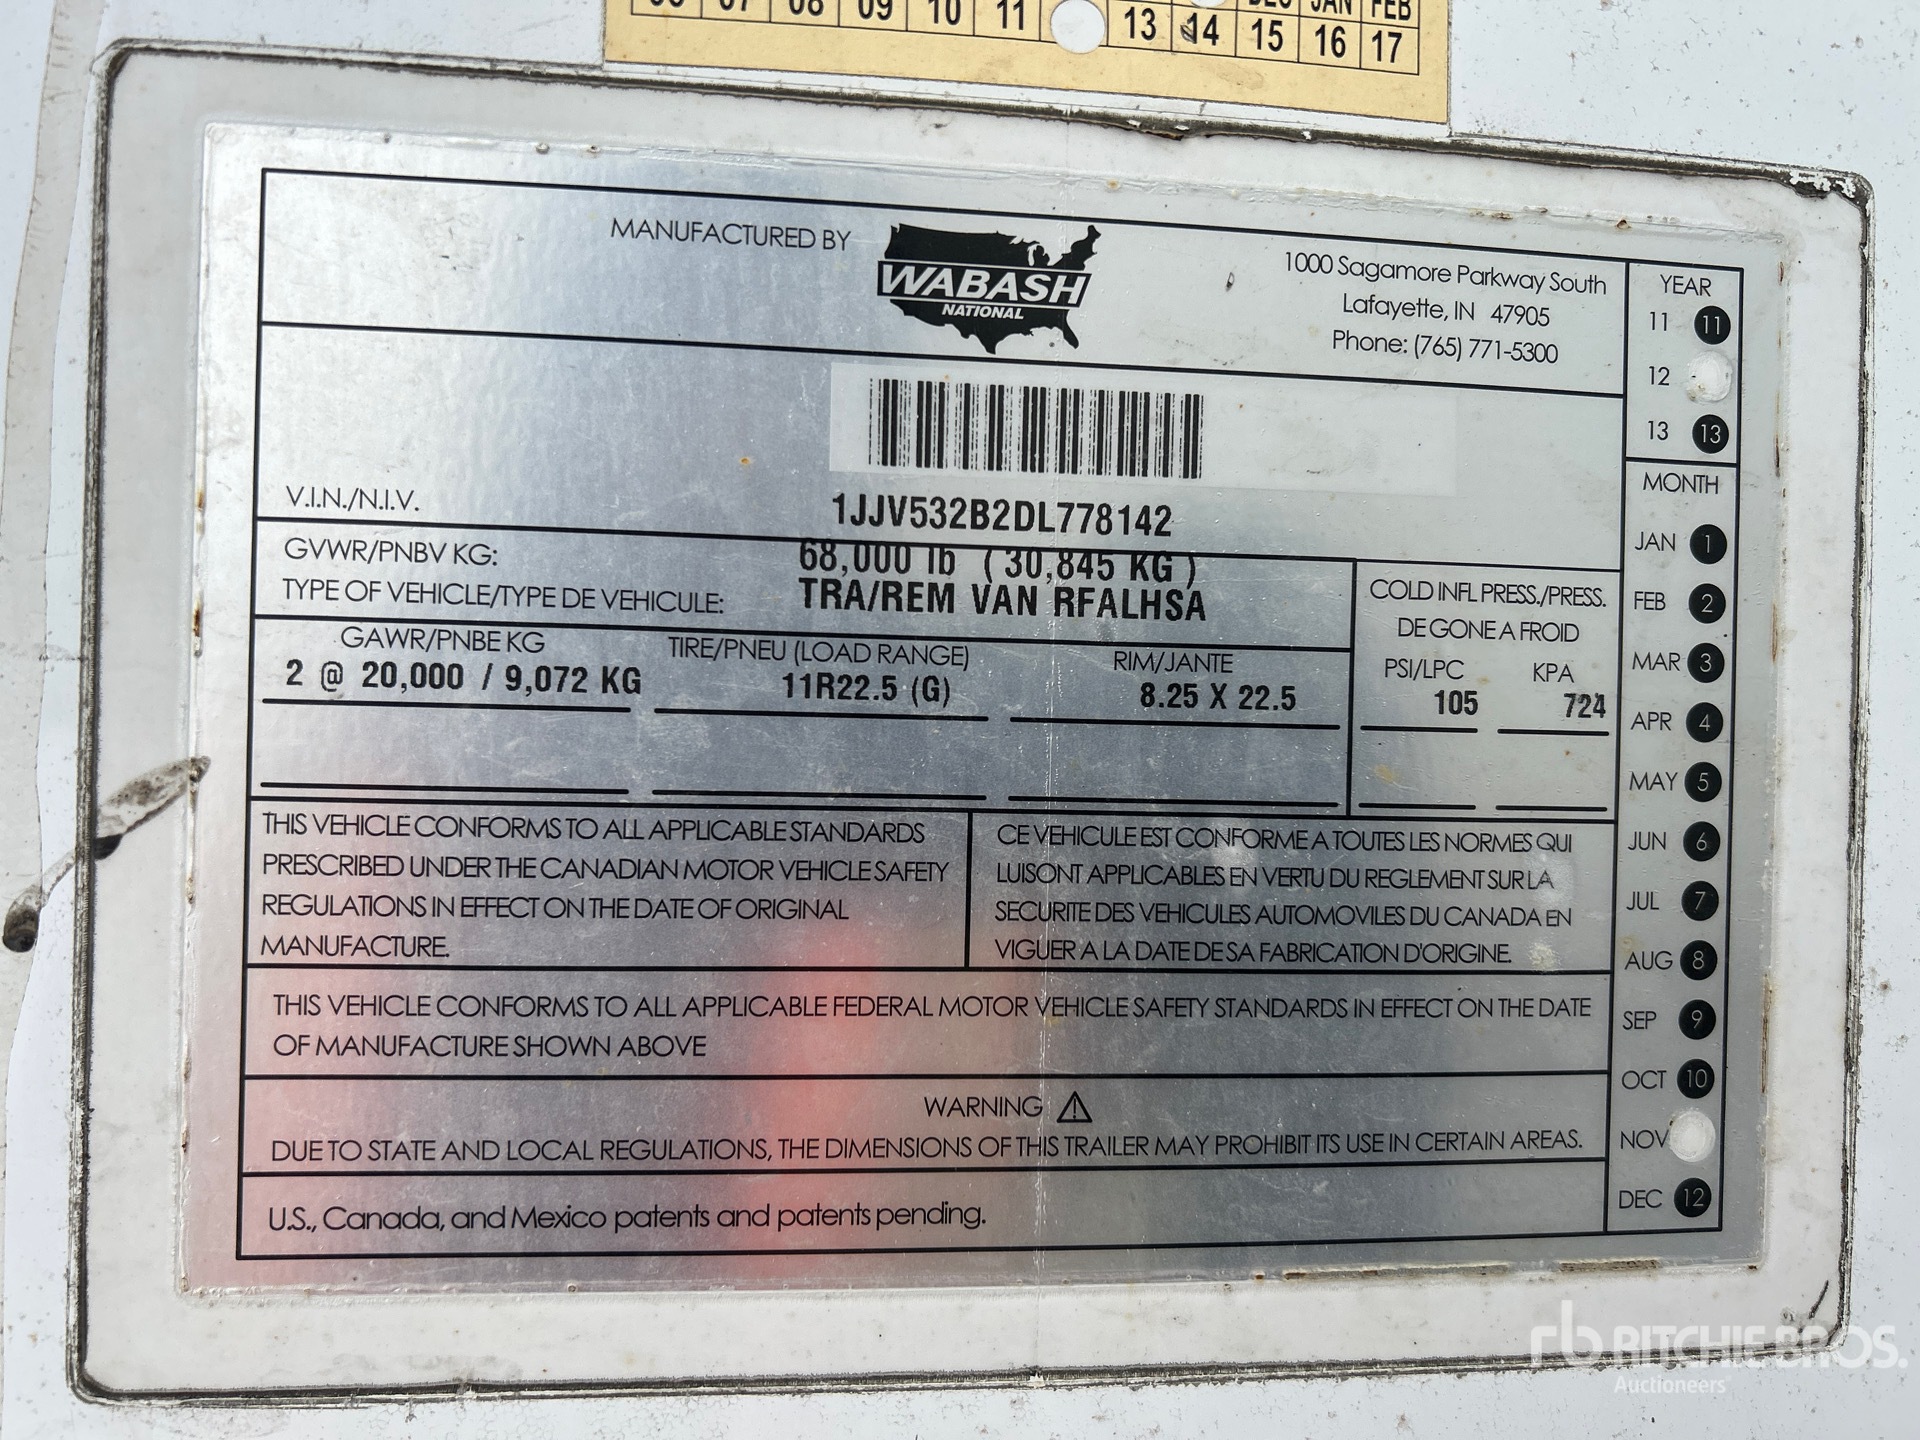 06 07 08 09 10 11 13 14 15 16 17
DEC JAN FEB
MANUFACTURED BY
WABASH
NATIONAL
1000 Sagamore Parkway South
Lafayette, IN 47905
Phone: (765) 771-5300
YEAR
11 11
12
13 13
V.I.N./N.I.V.
1JJV532B2DL778142
GVWR/PNBV KG:
68,000 lb ( 30,845 KG )
TYPE OF VEHICLE/TYPE DE VEHICULE:
TRA/REM VAN RFALHSA
GAWR/PNBE KG
2 @ 20,000 / 9,072 KG
TIRE/PNEU (LOAD RANGE)
11R22.5 (G)
RIM/JANTE
8.25 X 22.5
COLD INFL PRESS./PRESS.
DE GONE A FROID
PSI/LPC KPA
105 724
MONTH
JAN 1
FEB 2
MAR 3
APR 4
MAY 5
JUN 6
JUL 7
AUG 8
SEP 9
OCT 10
NOV
DEC 12
THIS VEHICLE CONFORMS TO ALL APPLICABLE STANDARDS
PRESCRIBED UNDER THE CANADIAN MOTOR VEHICLE SAFETY
REGULATIONS IN EFFECT ON THE DATE OF ORIGINAL
MANUFACTURE.
CE VEHICULE EST CONFORME A TOUTES LES NORMES QUI
LUISONT APPLICABLES EN VERTU DU REGLEMENT SUR LA
SECURITE DES VEHICULES AUTOMOVILES DU CANADA EN
VIGUER A LA DATE DE SA FABRICATION D'ORIGINE.
THIS VEHICLE CONFORMS TO ALL APPLICABLE FEDERAL MOTOR VEHICLE SAFETY STANDARDS IN EFFECT ON THE DATE
OF MANUFACTURE SHOWN ABOVE
WARNING
DUE TO STATE AND LOCAL REGULATIONS, THE DIMENSIONS OF THIS TRAILER MAY PROHIBIT ITS USE IN CERTAIN AREAS.
U.S., Canada, and Mexico patents and patents pending.
rb RITCHIE BROS.
Auctioneers